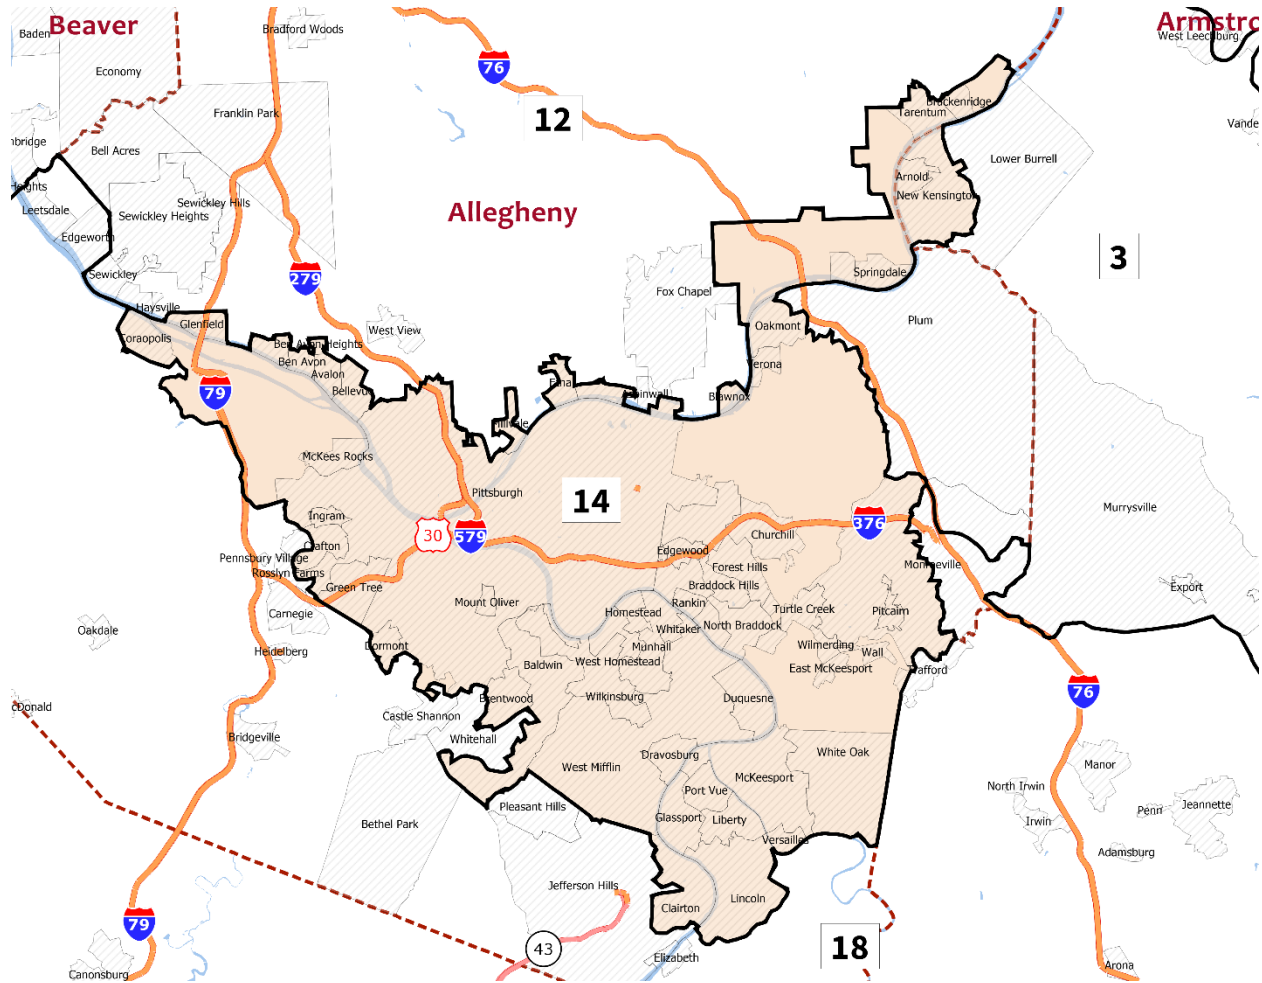 Beaver
Armstro
Baden
Bradford Woods
West Leechburg
Economy
76
Franklin Park
12
Brackenridge
Tarentum
Vande
nbridge
Bell Acres
Lower Burrell
Heights
Arnold
New Kensington
Leetsdale
Sewickley Hills
Sewickley Heights
Allegheny
Edgeworth
3
Sewickley
279
Springdale
Fox Chapel
Haysville
Glenfield
West View
Plum
Coraopolis
Oakmont
Ben Avon Heights
Ben Avon
Verona
Avalon
79
Bellevue
Etna
Aspinwall
Blawnox
Millvale
McKees Rocks
Pittsburgh
14
Murrysville
Ingram
30
579
376
Churchill
Crafton
Edgewood
Pennsbury Village
Monroeville
Rosslyn Farms
Forest Hills
Green Tree
Braddock Hills
Export
Mount Oliver
Rankin
Carnegie
Homestead
Turtle Creek
Pitcairn
Oakdale
Whitaker
North Braddock
Dormont
Munhall
Wilmerding
Heidelberg
Wall
Baldwin
West Homestead
East McKeesport
Trafford
76
cDonald
Brentwood
Wilkinsburg
Duquesne
Castle Shannon
Bridgeville
Whitehall
White Oak
Dravosburg
West Mifflin
McKeesport
Manor
Port Vue
North Irwin
Pleasant Hills
Penn
Jeannette
Bethel Park
Glassport
Liberty
Irwin
Versailles
Adamsburg
Jefferson Hills
Lincoln
Clairton
79
43
18
Elizabeth
Canonsburg
Arona